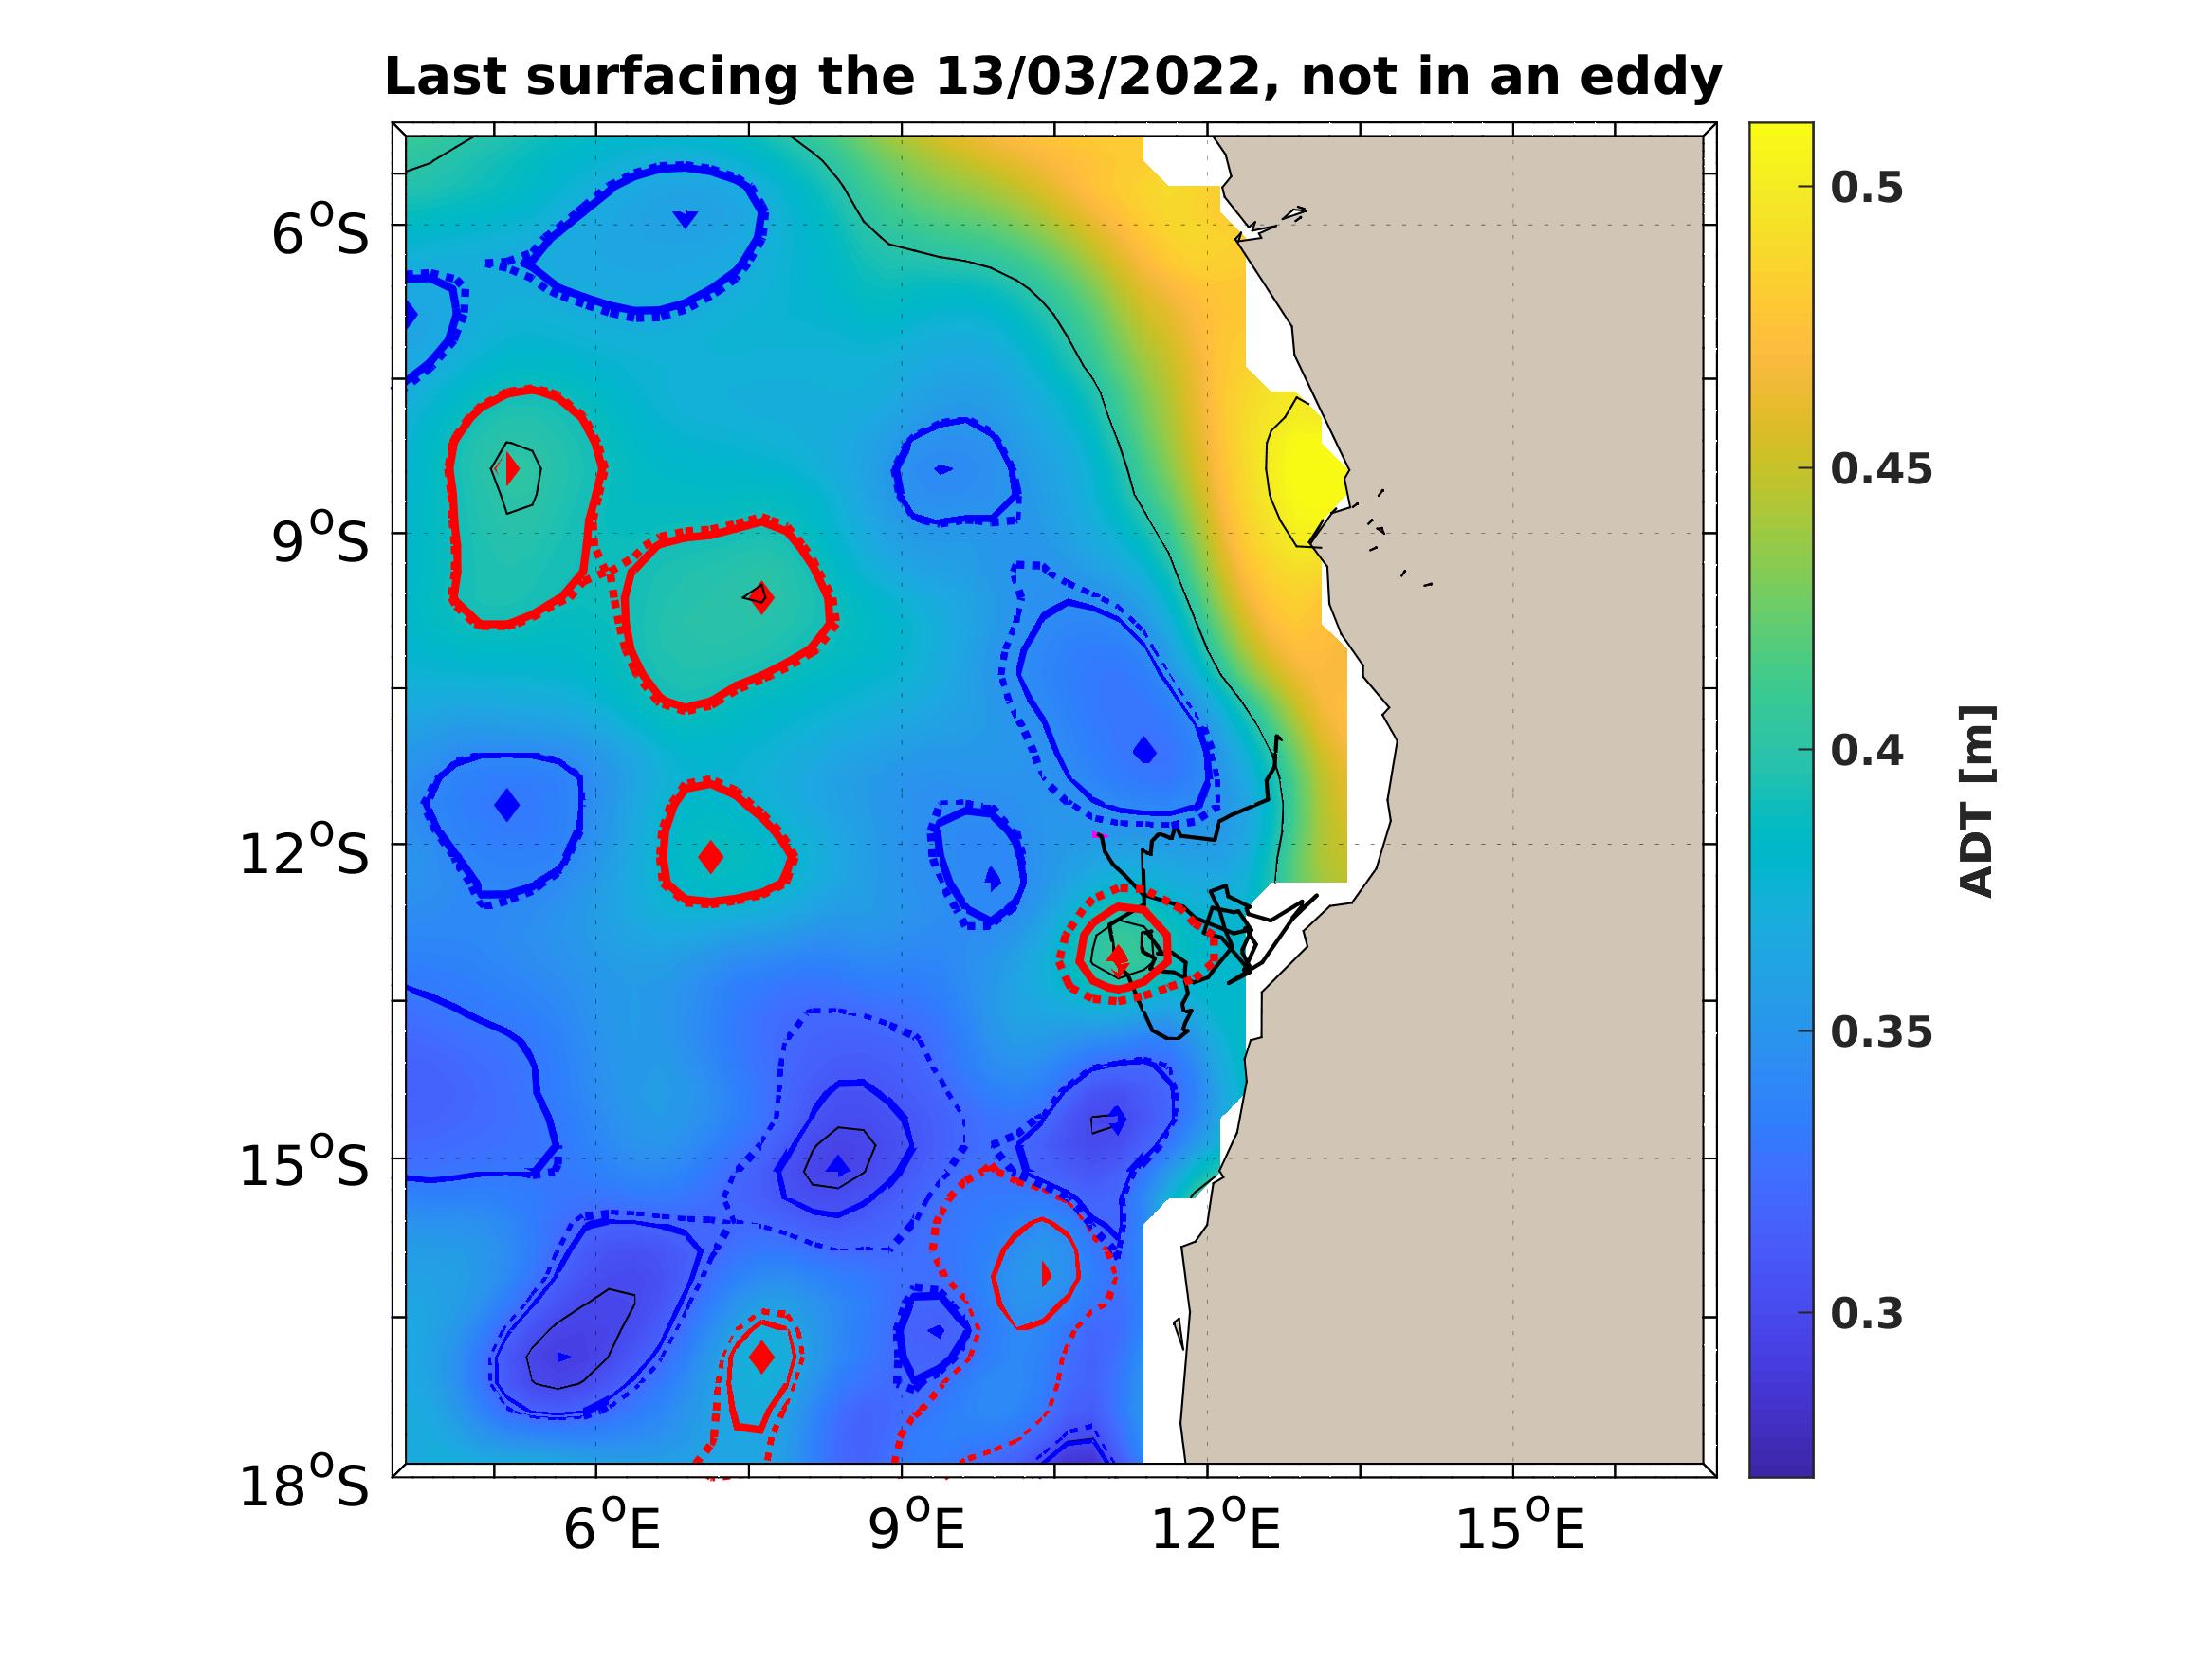 Last surfacing the 13/03/2022, not in an eddy
6°S
9°S
12°S
15°S
18°S
6°E
9°E
12°E
15°E
0.5
0.45
0.4
0.35
0.3
ADT [m]